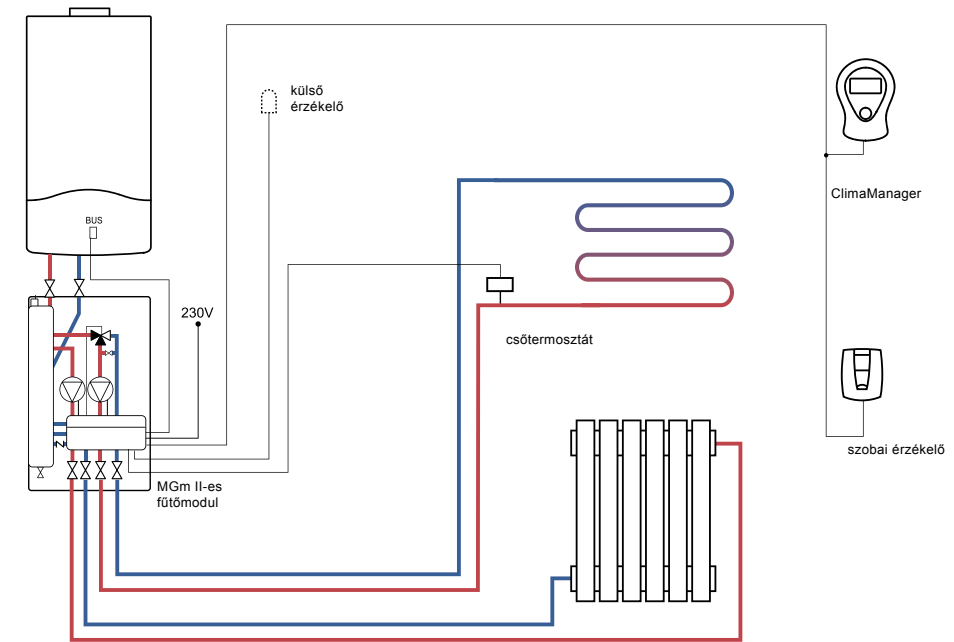 külső
érzékelő
ClimaManager
BUS
230V
csőtermosztát
szobai érzékelő
MGm II-es
fűtőmodul